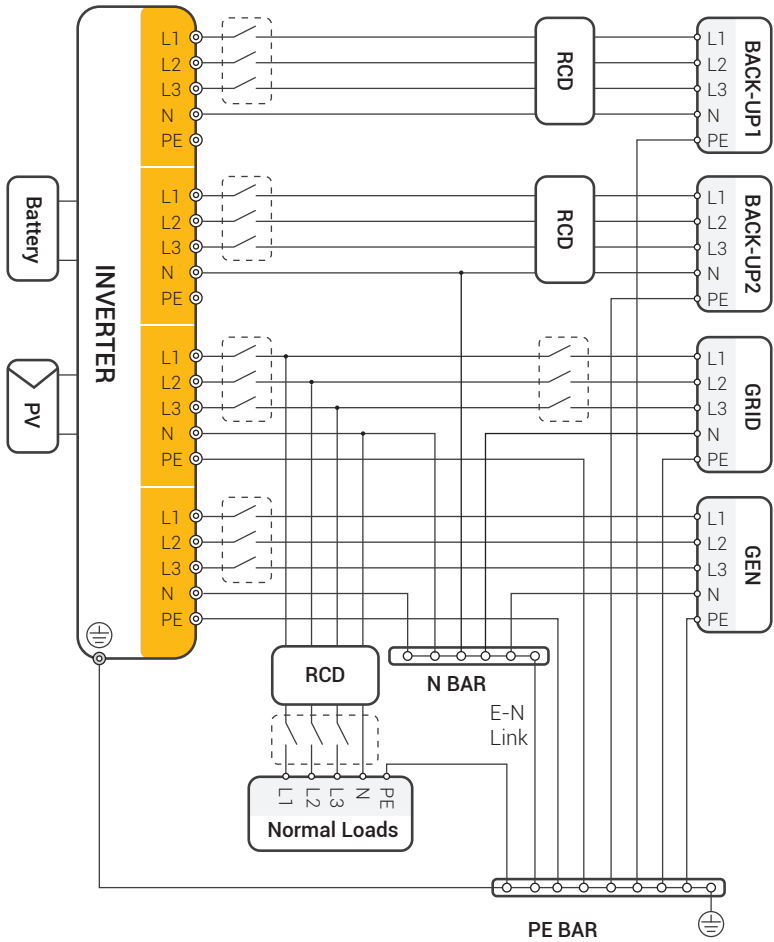 L1
L2
L3
N
PE
RCD
L1
L2
L3
N
PE
BACK-UP1
L1
L2
L3
N
PE
RCD
L1
L2
L3
N
PE
BACK-UP2
Battery
INVERTER
PV
L1
L2
L3
N
PE
L1
L2
L3
N
PE
GRID
L1
L2
L3
N
PE
L1
L2
L3
N
PE
GEN
RCD
N BAR
E-N
Link
L1
L2
L3
N
PE
Normal Loads
PE BAR